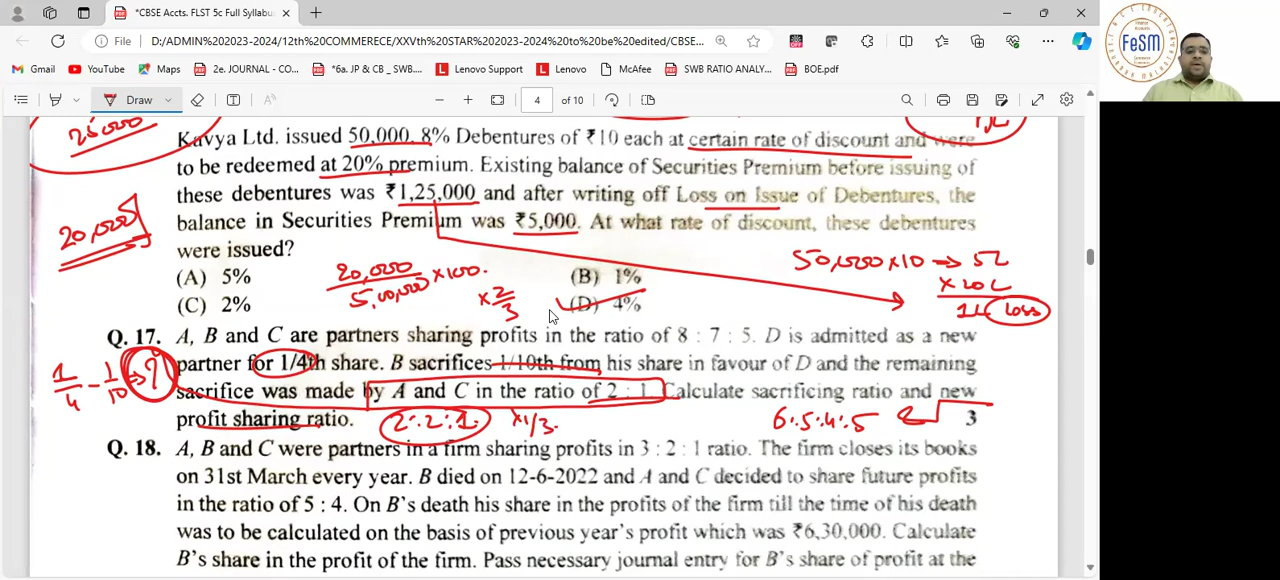 *CBSE Accts. FLST 5c Full Syllabu
File D:/ADMIN%202023-2024/12th%20COMMERECE/XXVth%20STAR%202023-2024%20to%20be%20edited/CBSE...
Gmail YouTube Maps 2e. JOURNAL - CO... *6a. JP & CB _ SWB... Lenovo Support Lenovo McAfee SWB RATIO ANALY... BOE.pdf
Draw 4 of 10
FeSM
25000
Kavya Ltd. issued 50,000, 8% Debentures of ₹10 each at certain rate of discount and were
to be redeemed at 20% premium. Existing balance of Securities Premium before issuing of
these debentures was ₹1,25,000 and after writing off Loss on Issue of Debentures, the
20,000
balance in Securities Premium was ₹5,000. At what rate of discount, these debentures
were issued?
50,000×10→5L
×20%
1L Loss
(A) 5%
(B) 1%
(C) 2%
(D) 4%
20,000
5,00,000 ×100.
×2/3
Q. 17. A, B and C are partners sharing profits in the ratio of 8 : 7 : 5. D is admitted as a new
partner for 1/4th share. B sacrifices 1/10th from his share in favour of D and the remaining
1/4 - 1/10 → ?
sacrifice was made by A and C in the ratio of 2 : 1. Calculate sacrificing ratio and new
profit sharing ratio. 3
2:2:1. ×1/3. 6:5:4:5
Q. 18. A, B and C were partners in a firm sharing profits in 3 : 2 : 1 ratio. The firm closes its books
on 31st March every year. B died on 12-6-2022 and A and C decided to share future profits
in the ratio of 5 : 4. On B's death his share in the profits of the firm till the time of his death
was to be calculated on the basis of previous year's profit which was ₹6,30,000. Calculate
B's share in the profit of the firm. Pass necessary journal entry for B's share of profit at the